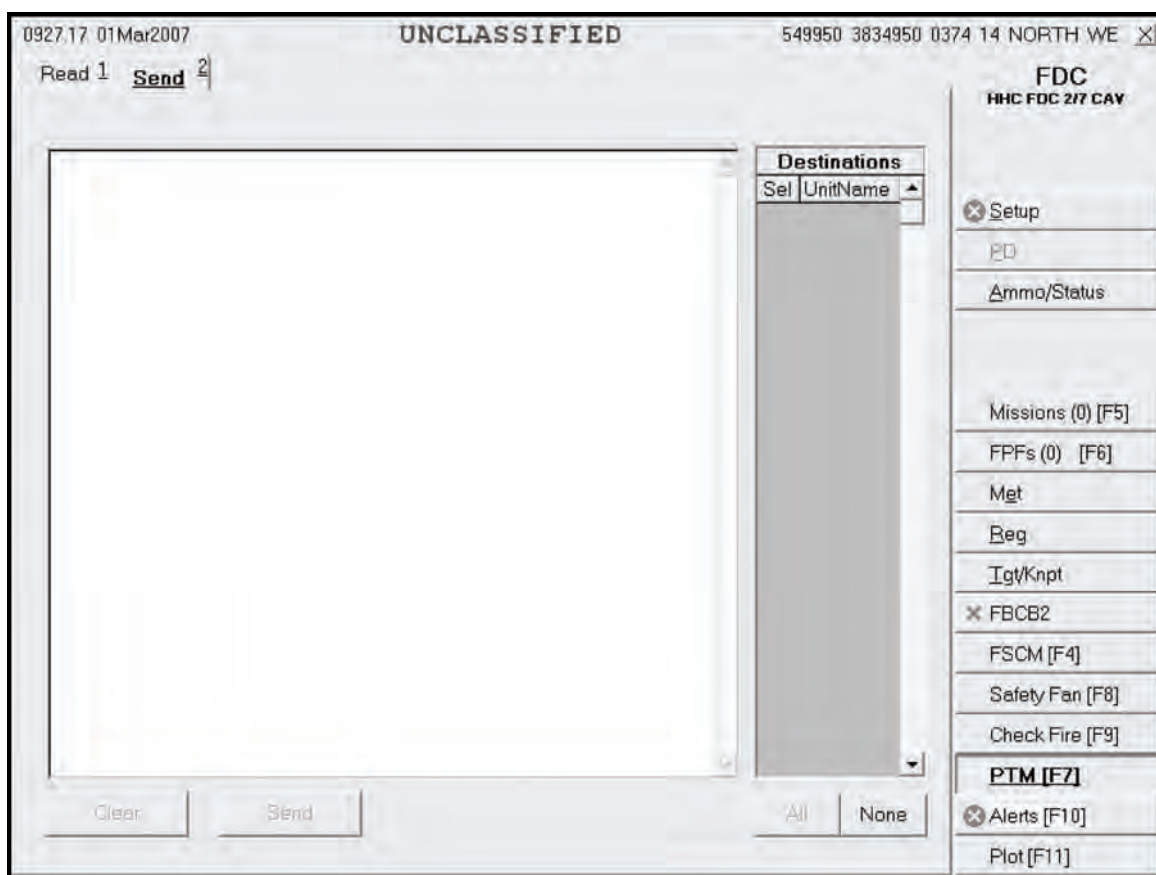 0927.17 01Mar2007 UNCLASSIFIED 549950 3834950 0374 14 NORTH WE X
Read 1 Send 2
FDC
HHC FDC 2/7 CAV
Destinations
Sel UnitName
Setup
PD
Ammo/Status
Missions (0) [F5]
FPFs (0) [F6]
Met
Reg
Tgt/Knpt
FBCB2
FSCM [F4]
Safety Fan [F8]
Check Fire [F9]
PTM [F7]
Alerts [F10]
Plot [F11]
Clear Send All None